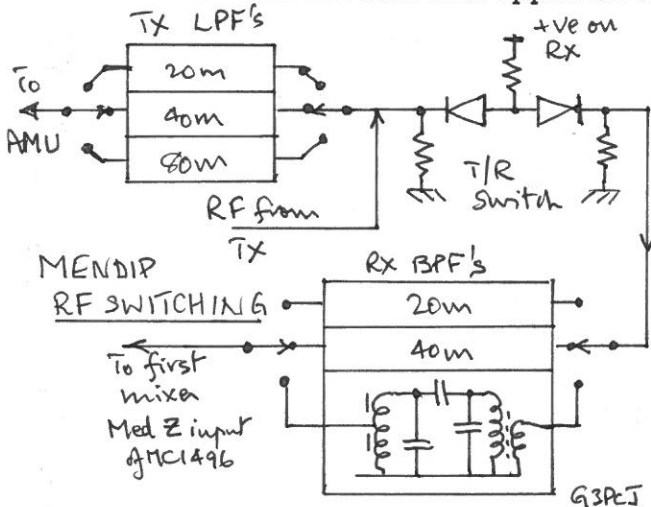 TX LPF's
20m
40m
80m
To
AMU
+ve on
Rx
T/R
Switch
RF from
TX
MENDIP
RF SWITCHING
RX BPF's
20m
40m
To first
mixer
Med Z input
of MC1496
G3PCJ